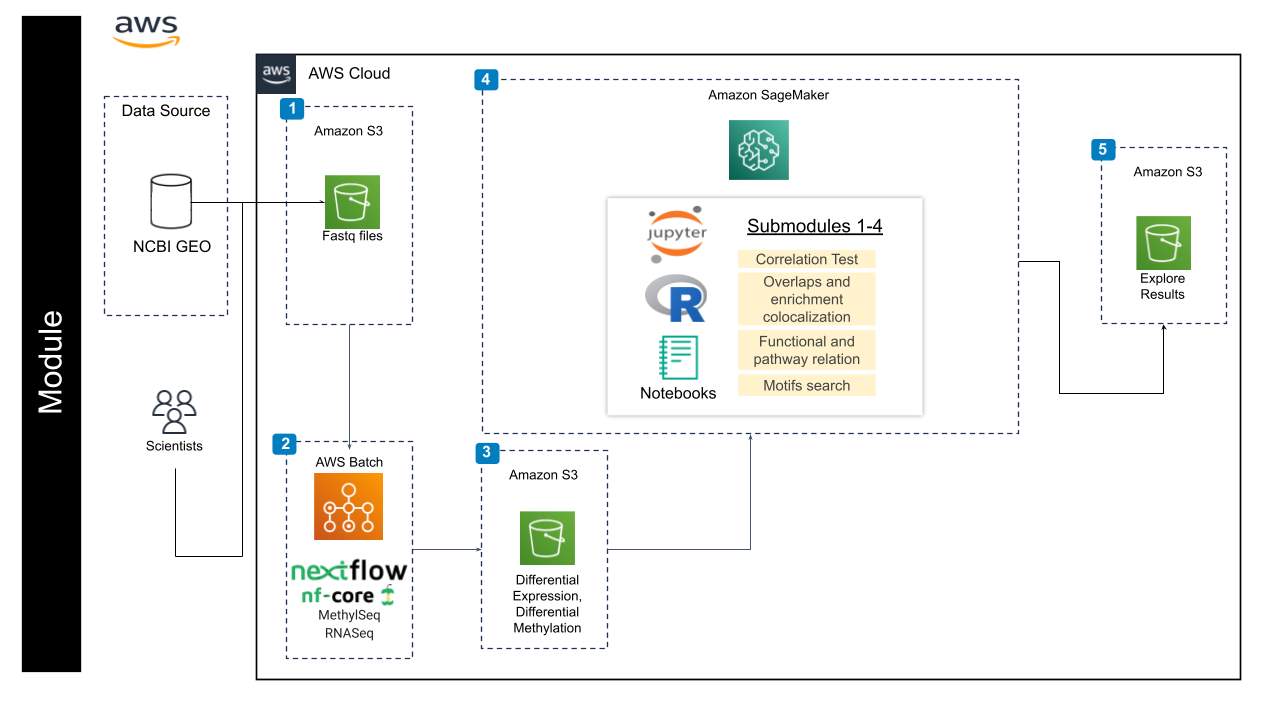 Module
aws
Data Source
NCBI GEO
Scientists
aws
AWS Cloud
1
Amazon S3
Fastq files
2
AWS Batch
nextflow
nf-core
MethylSeq
RNASeq
3
Amazon S3
Differential
Expression,
Differential
Methylation
4
Amazon SageMaker
jupyter
R
Notebooks
Submodules 1-4
Correlation Test
Overlaps and
enrichment
colocalization
Functional and
pathway relation
Motifs search
5
Amazon S3
Explore
Results